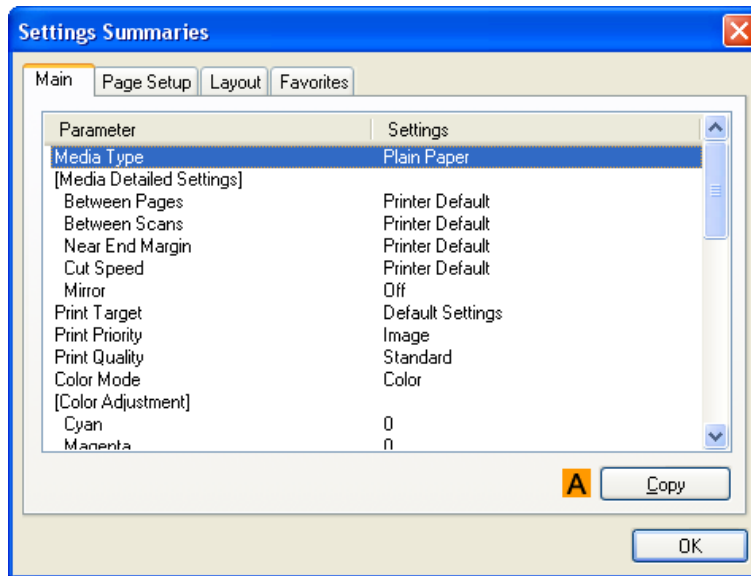 Settings Summaries
Main Page Setup Layout Favorites
Parameter Settings
Media Type Plain Paper
[Media Detailed Settings]
Between Pages Printer Default
Between Scans Printer Default
Near End Margin Printer Default
Cut Speed Printer Default
Mirror Off
Print Target Default Settings
Print Priority Image
Print Quality Standard
Color Mode Color
[Color Adjustment]
Cyan 0
Magenta 0
A Copy
OK